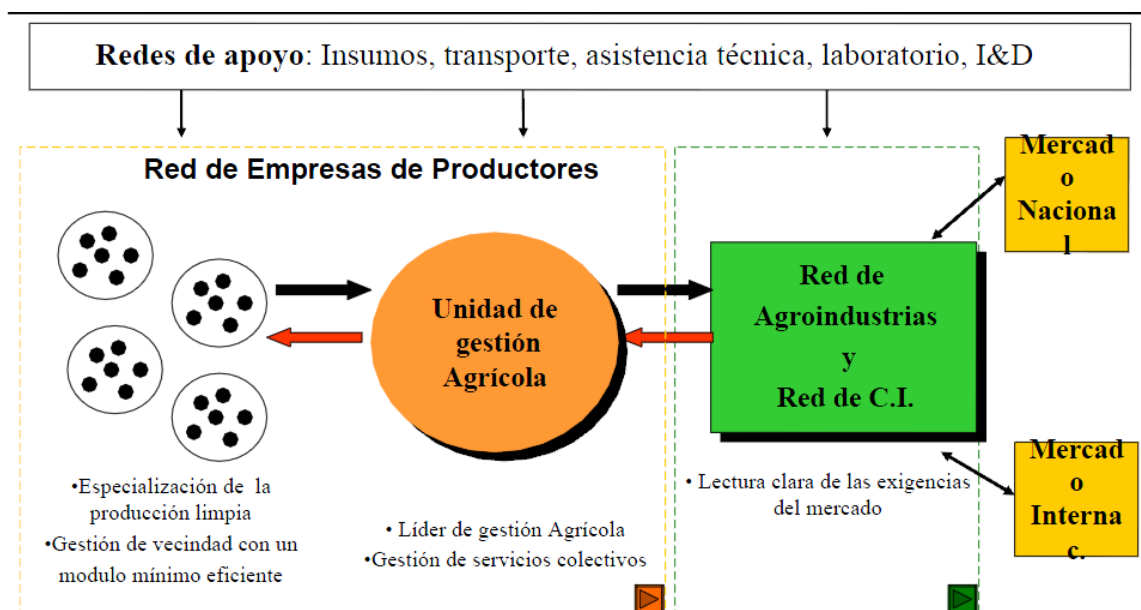 Redes de apoyo: Insumos, transporte, asistencia técnica, laboratorio, I&D
Red de Empresas de Productores
Mercad
o
Naciona
l
Unidad de
gestión
Agrícola
Red de
Agroindustrias
y
Red de C.I.
Mercad
o
Interna
c.
•Especialización de la
producción limpia
•Gestión de vecindad con un
modulo mínimo eficiente
• Líder de gestión Agrícola
•Gestión de servicios colectivos
• Lectura clara de las exigencias
del mercado